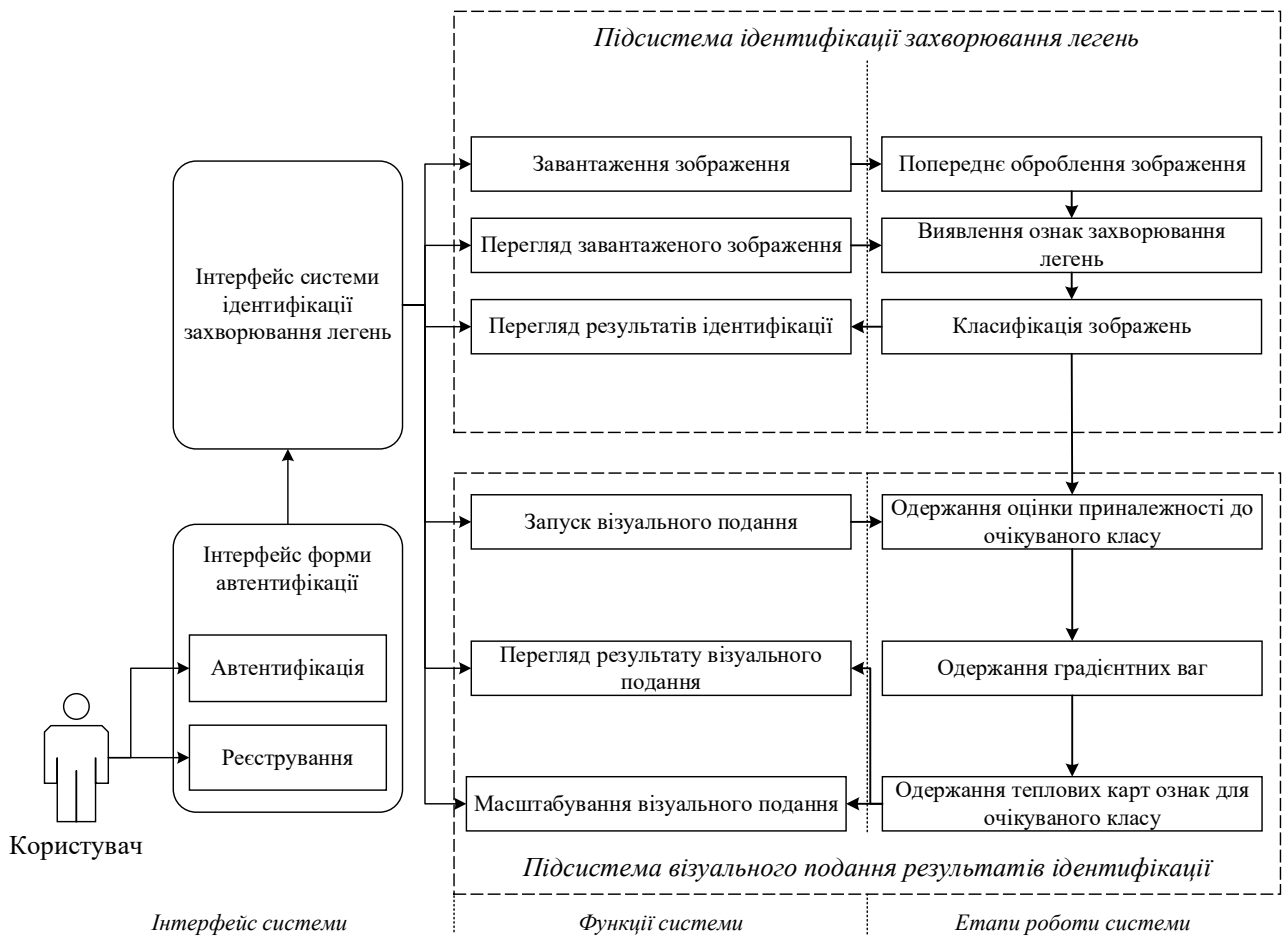 Підсистема ідентифікації захворювання легень
Завантаження зображення
Попереднє оброблення зображення
Перегляд завантаженого зображення
Виявлення ознак захворювання
легень
Інтерфейс системи
ідентифікації
захворювання легень
Перегляд результатів ідентифікації
Класифікація зображень
Запуск візуального подання
Одержання оцінки приналежності до
очікуваного класу
Інтерфейс форми
автентифікації
Автентифікація
Перегляд результату візуального
подання
Одержання градієнтних ваг
Реєстрування
Масштабування візуального подання
Одержання теплових карт ознак для
очікуваного класу
Користувач
Підсистема візуального подання результатів ідентифікації
Інтерфейс системи
Функції системи
Етапи роботи системи